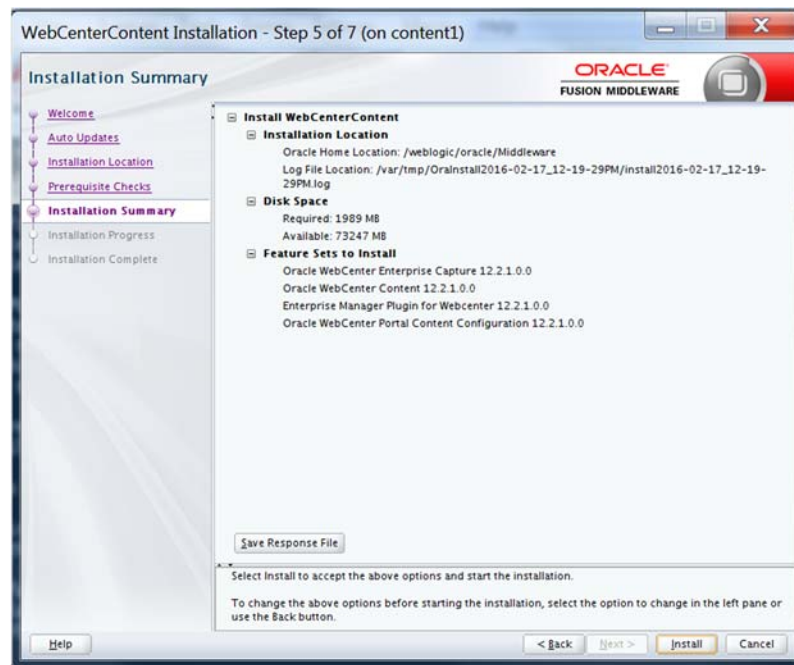 WebCenterContent Installation - Step 5 of 7 (on content1)
Installation Summary
ORACLE
FUSION MIDDLEWARE
Welcome
Auto Updates
Installation Location
Prerequisite Checks
Installation Summary
Installation Progress
Installation Complete
Install WebCenterContent
Installation Location
Oracle Home Location: /weblogic/oracle/Middleware
Log File Location: /var/tmp/OraInstall2016-02-17_12-19-29PM/install2016-02-17_12-19-
29PM.log
Disk Space
Required: 1989 MB
Available: 73247 MB
Feature Sets to Install
Oracle WebCenter Enterprise Capture 12.2.1.0.0
Oracle WebCenter Content 12.2.1.0.0
Enterprise Manager Plugin for Webcenter 12.2.1.0.0
Oracle WebCenter Portal Content Configuration 12.2.1.0.0
Save Response File
Select Install to accept the above options and start the installation.
To change the above options before starting the installation, select the option to change in the left pane or
use the Back button.
Help
< Back
Next >
Install
Cancel